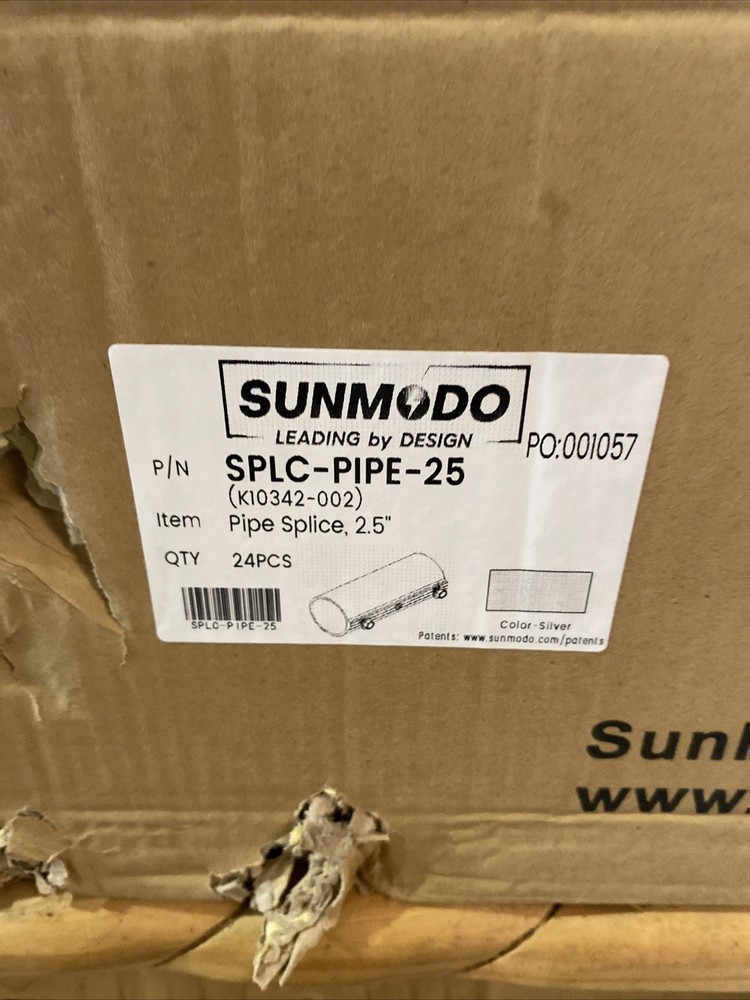 SUNMODO
LEADING by DESIGN
PO:001057
P/N SPLC-PIPE-25
(K10342-002)
Item Pipe Splice, 2.5"
QTY 24PCS
SPLC-PIPE-25
Color-Silver
Patents: www.sunmodo.com/patents
Sun
www.